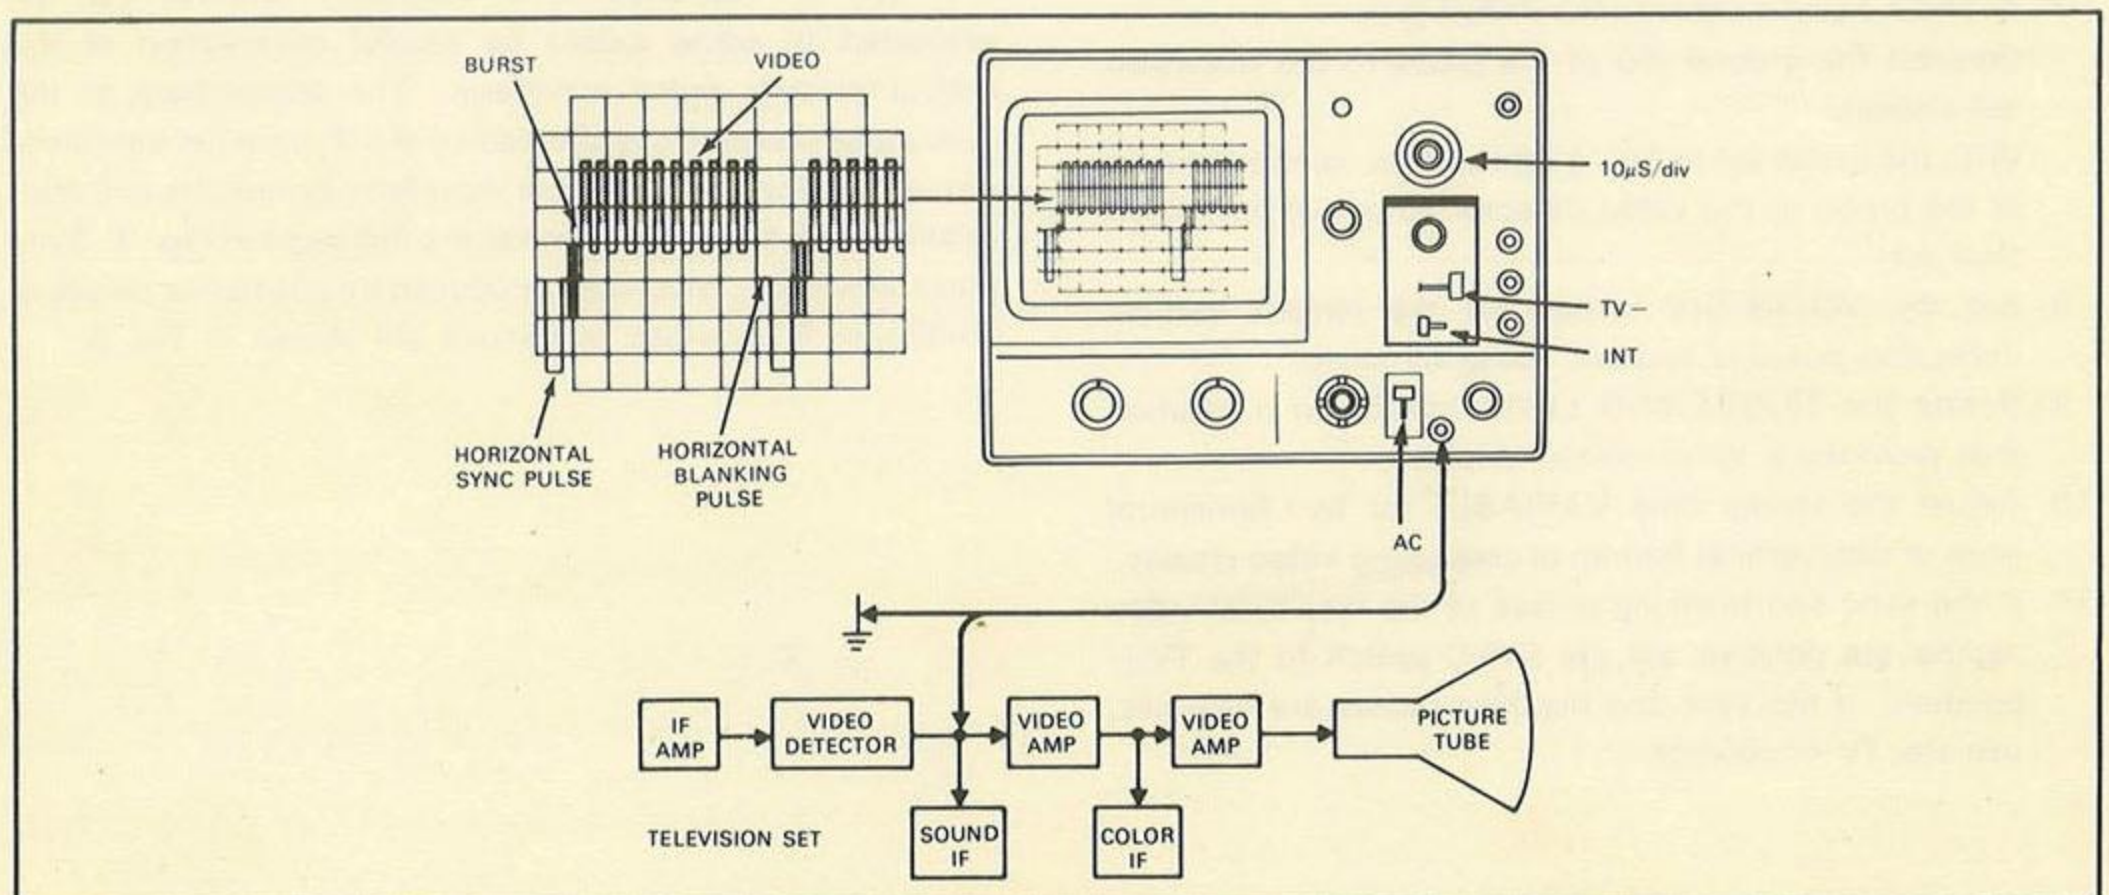 BURST
VIDEO
10µS/div
TV–
INT
HORIZONTAL
SYNC PULSE
HORIZONTAL
BLANKING
PULSE
AC
IF
AMP
VIDEO
DETECTOR
VIDEO
AMP
VIDEO
AMP
PICTURE
TUBE
TELEVISION SET
SOUND
IF
COLOR
IF